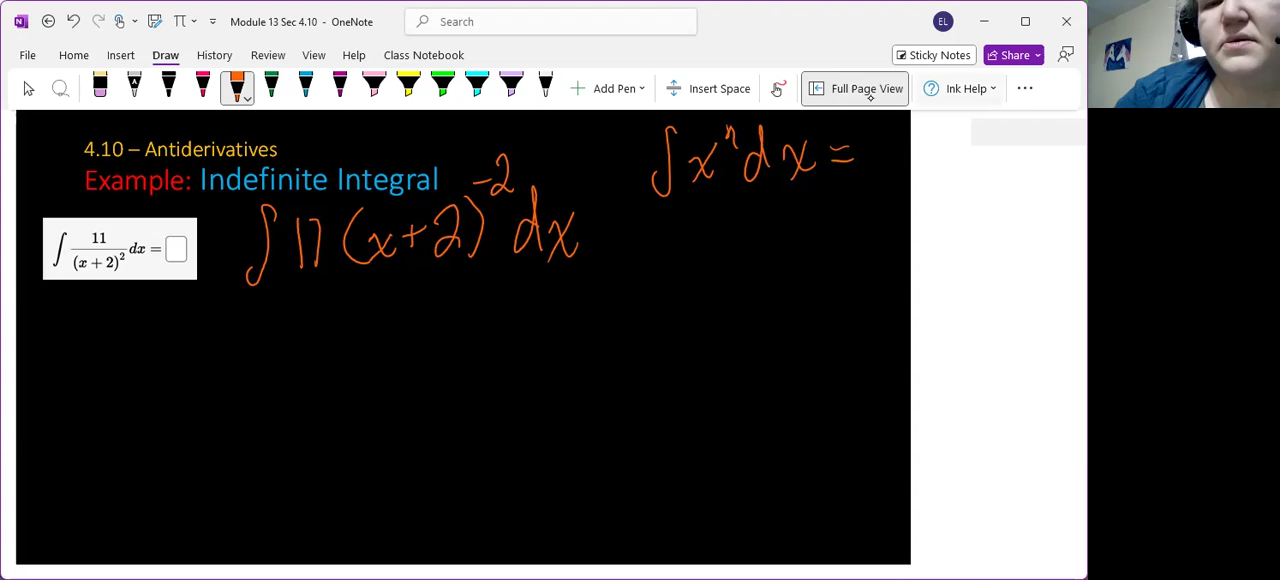 Module 13 Sec 4.10 - OneNote
Search
EL
File Home Insert Draw History Review View Help Class Notebook
Sticky Notes Share
A Add Pen Insert Space Full Page View Ink Help
4.10 – Antiderivatives
Example: Indefinite Integral
∫ 11/(x + 2)² dx =
∫ 11 (x+2)⁻² dx
∫ xⁿ dx =